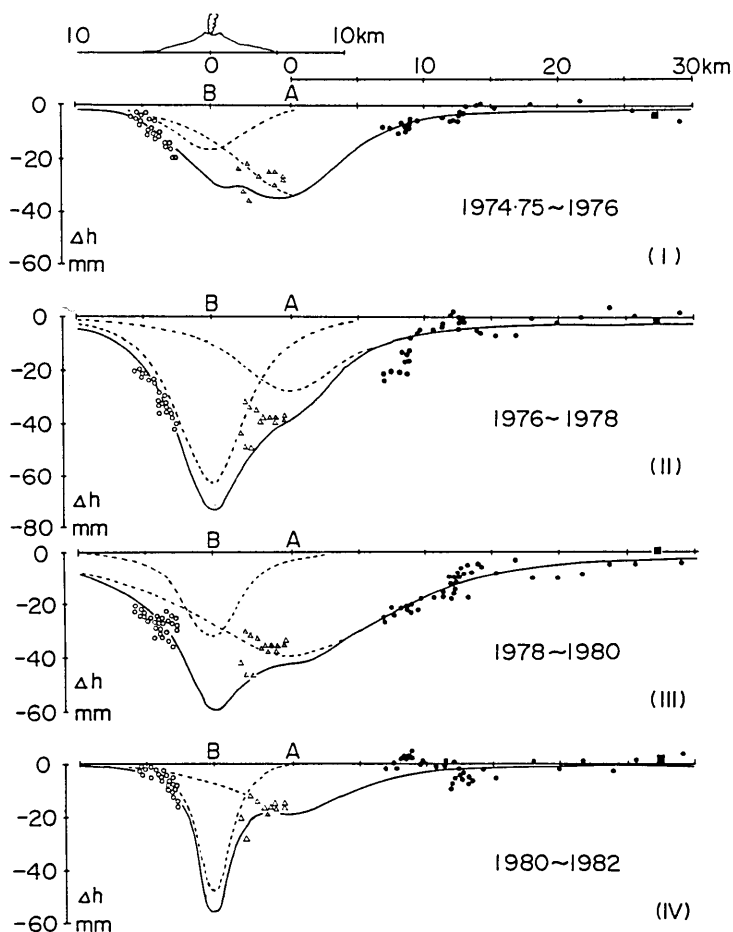 10 10km
0 0 10 20 30km
B A
0
-20
-40
-60
Δh
mm
1974·75~1976
(I)
B A
0
-20
-40
-60
-80
Δh
mm
1976~1978
(II)
B A
0
-20
-40
-60
Δh
mm
1978~1980
(III)
B A
0
-20
-40
-60
Δh
mm
1980~1982
(IV)